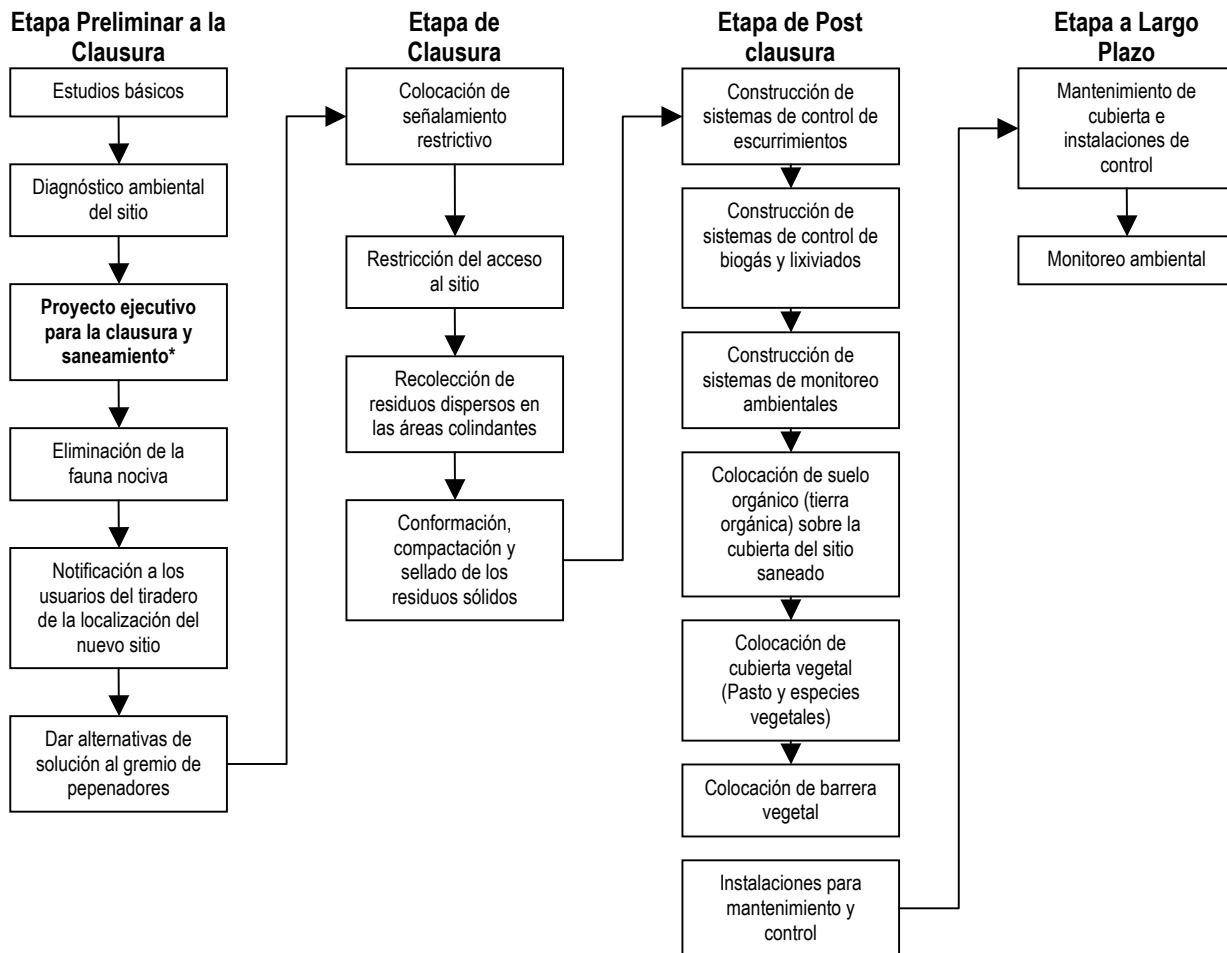 Etapa Preliminar a la
Clausura
Estudios básicos
Diagnóstico ambiental
del sitio
Proyecto ejecutivo
para la clausura y
saneamiento*
Eliminación de la
fauna nociva
Notificación a los
usuarios del tiradero
de la localización del
nuevo sitio
Dar alternativas de
solución al gremio de
pepenadores
Etapa de
Clausura
Colocación de
señalamiento
restrictivo
Restricción del acceso
al sitio
Recolección de
residuos dispersos en
las áreas colindantes
Conformación,
compactación y
sellado de los
residuos sólidos
Etapa de Post
clausura
Construcción de
sistemas de control de
escurrimientos
Construcción de
sistemas de control de
biogás y lixiviados
Construcción de
sistemas de monitoreo
ambientales
Colocación de suelo
orgánico (tierra
orgánica) sobre la
cubierta del sitio
saneado
Colocación de
cubierta vegetal
(Pasto y especies
vegetales)
Colocación de barrera
vegetal
Instalaciones para
mantenimiento y
control
Etapa a Largo
Plazo
Mantenimiento de
cubierta e
instalaciones de
control
Monitoreo ambiental